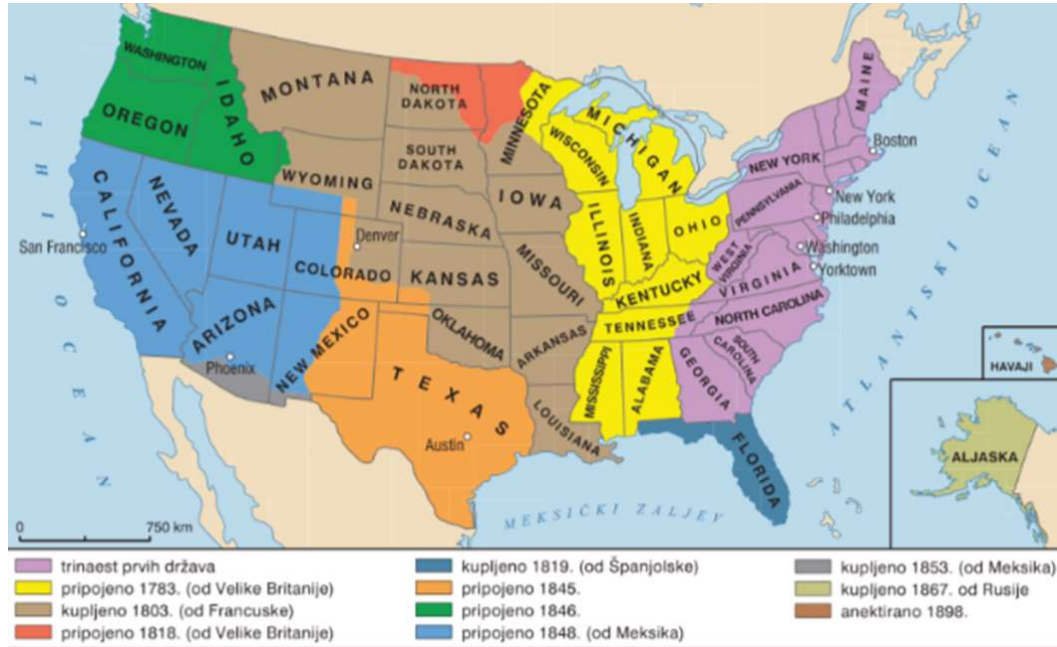 WASHINGTON
OREGON
IDAHO
MONTANA
WYOMING
NORTH
DAKOTA
SOUTH
DAKOTA
NEBRASKA
KANSAS
OKLAHOMA
MINNESOTA
IOWA
MISSOURI
ARKANSAS
LOUISIANA
WISCONSIN
MICHIGAN
ILLINOIS
INDIANA
OHIO
KENTUCKY
TENNESSEE
MISSISSIPPI
ALABAMA
MAINE
NEW YORK
PENNSYLVANIA
WEST
VIRGINIA
VIRGINIA
NORTH CAROLINA
SOUTH
CAROLINA
GEORGIA
FLORIDA
CALIFORNIA
NEVADA
UTAH
COLORADO
ARIZONA
NEW MEXICO
TEXAS
Boston
New York
Philadelphia
Washington
Yorktown
San Francisco
Denver
Phoenix
Austin
TIHI OCEAN
ATLANTSKI OCEAN
MEKSIČKI ZALJEV
HAVAJI
ALJASKA
0 750 km
trinaest prvih država
pripojeno 1783. (od Velike Britanije)
kupljeno 1803. (od Francuske)
pripojeno 1818. (od Velike Britanije)
kupljeno 1819. (od Španjolske)
pripojeno 1845.
pripojeno 1846.
pripojeno 1848. (od Meksika)
kupljeno 1853. (od Meksika)
kupljeno 1867. od Rusije
anektirano 1898.